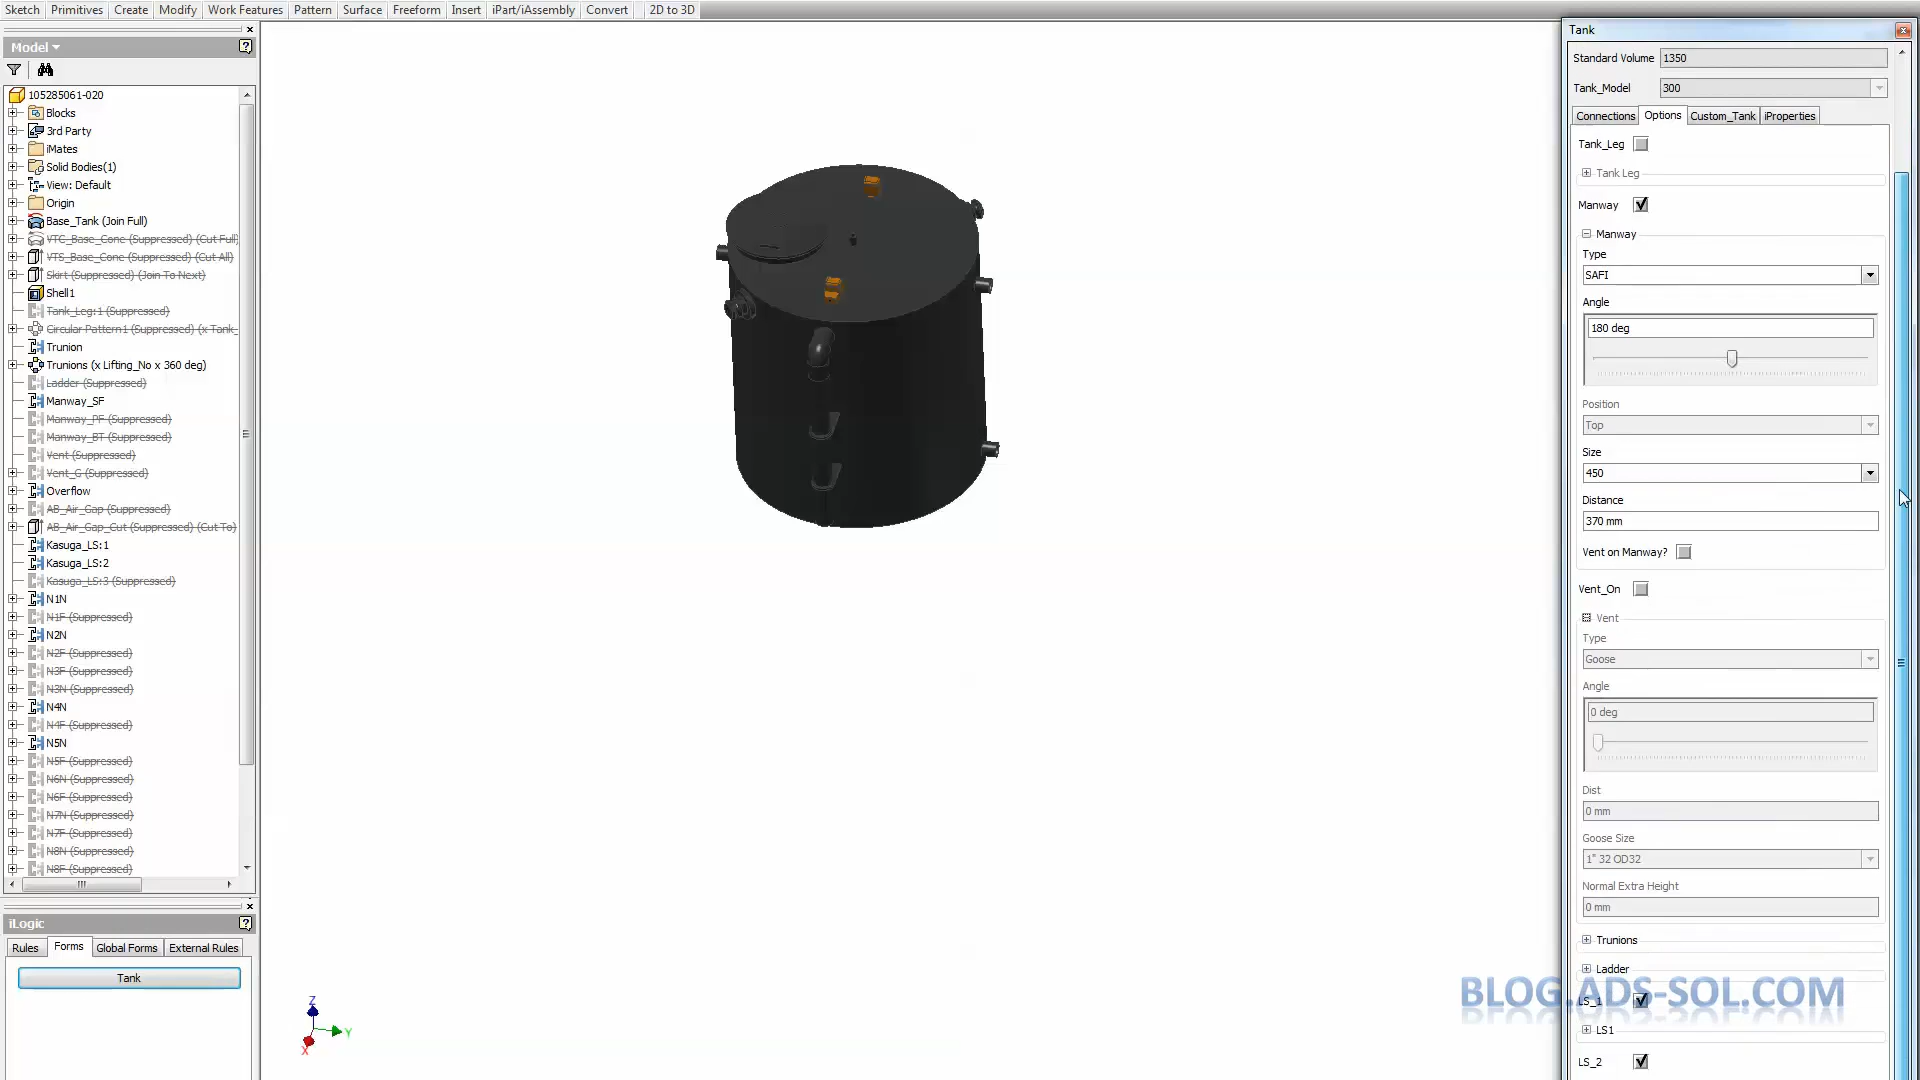 Sketch Primitives Create Modify Work Features Pattern Surface Freeform Insert iPart/iAssembly Convert 2D to 3D
Model
105285061-020
Blocks
3rd Party
iMates
Solid Bodies(1)
View: Default
Origin
Base_Tank (Join Full)
VTC_Base_Cone (Suppressed) (Cut Full)
VTS_Base_Cone (Suppressed) (Cut All)
Skirt (Suppressed) (Join To Next)
Shell1
Tank_Leg:1 (Suppressed)
Circular Pattern1 (Suppressed) (x Tank_
Trunion
Trunions (x Lifting_No x 360 deg)
Ladder (Suppressed)
Manway_SF
Manway_PF (Suppressed)
Manway_BT (Suppressed)
Vent (Suppressed)
Vent_G (Suppressed)
Overflow
AB_Air_Gap (Suppressed)
AB_Air_Gap_Cut (Suppressed) (Cut To)
Kasuga_LS:1
Kasuga_LS:2
Kasuga_LS:3 (Suppressed)
N1N
N1F (Suppressed)
N2N
N2F (Suppressed)
N3F (Suppressed)
N3N (Suppressed)
N4N
N4F (Suppressed)
N5N
N5F (Suppressed)
N6N (Suppressed)
N6F (Suppressed)
N7N (Suppressed)
N7F (Suppressed)
N8N (Suppressed)
N8F (Suppressed)
iLogic
Rules Forms Global Forms External Rules
Tank
Z
Y
X
Tank
Standard Volume 1350
Tank_Model 300
Connections Options Custom_Tank iProperties
Tank_Leg
Tank Leg
Manway
Manway
Type
SAFI
Angle
180 deg
Position
Top
Size
450
Distance
370 mm
Vent on Manway?
Vent_On
Vent
Type
Goose
Angle
0 deg
Dist
0 mm
Goose Size
1" 32 OD32
Normal Extra Height
0 mm
Trunions
Ladder
LS_1
LS1
LS_2
BLOG.ADS-SOL.COM